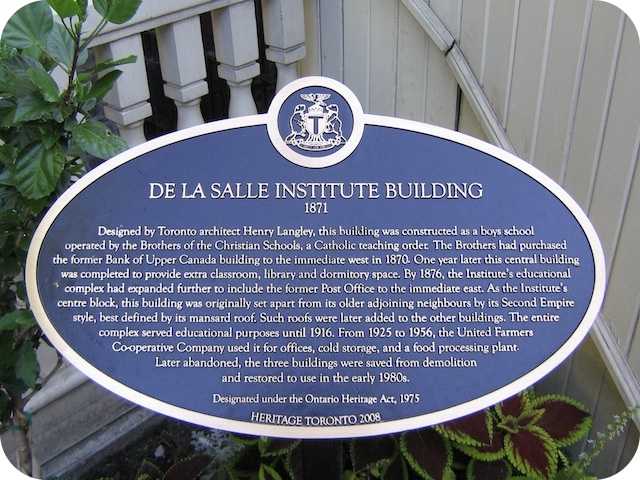 DE LA SALLE INSTITUTE BUILDING
1871
Designed by Toronto architect Henry Langley, this building was constructed as a boys school
operated by the Brothers of the Christian Schools, a Catholic teaching order. The Brothers had purchased
the former Bank of Upper Canada building to the immediate west in 1870. One year later this central building
was completed to provide extra classroom, library and dormitory space. By 1876, the Institute's educational
complex had expanded further to include the former Post Office to the immediate east. As the Institute's
centre block, this building was originally set apart from its older adjoining neighbours by its Second Empire
style, best defined by its mansard roof. Such roofs were later added to the other buildings. The entire
complex served educational purposes until 1916. From 1925 to 1956, the United Farmers
Co-operative Company used it for offices, cold storage, and a food processing plant.
Later abandoned, the three buildings were saved from demolition
and restored to use in the early 1980s.
Designated under the Ontario Heritage Act, 1975
HERITAGE TORONTO 2008